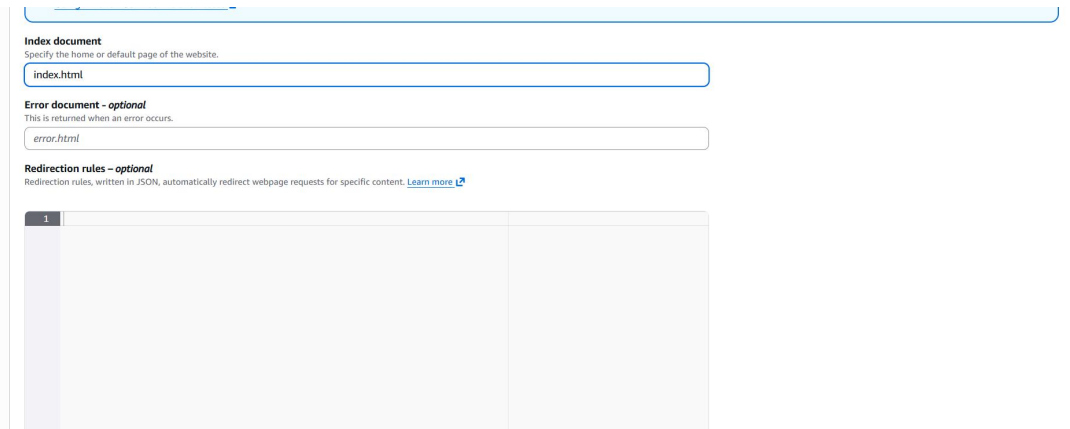 Index document
Specify the home or default page of the website.
index.html
Error document - optional
This is returned when an error occurs.
error.html
Redirection rules – optional
Redirection rules, written in JSON, automatically redirect webpage requests for specific content. Learn more
1